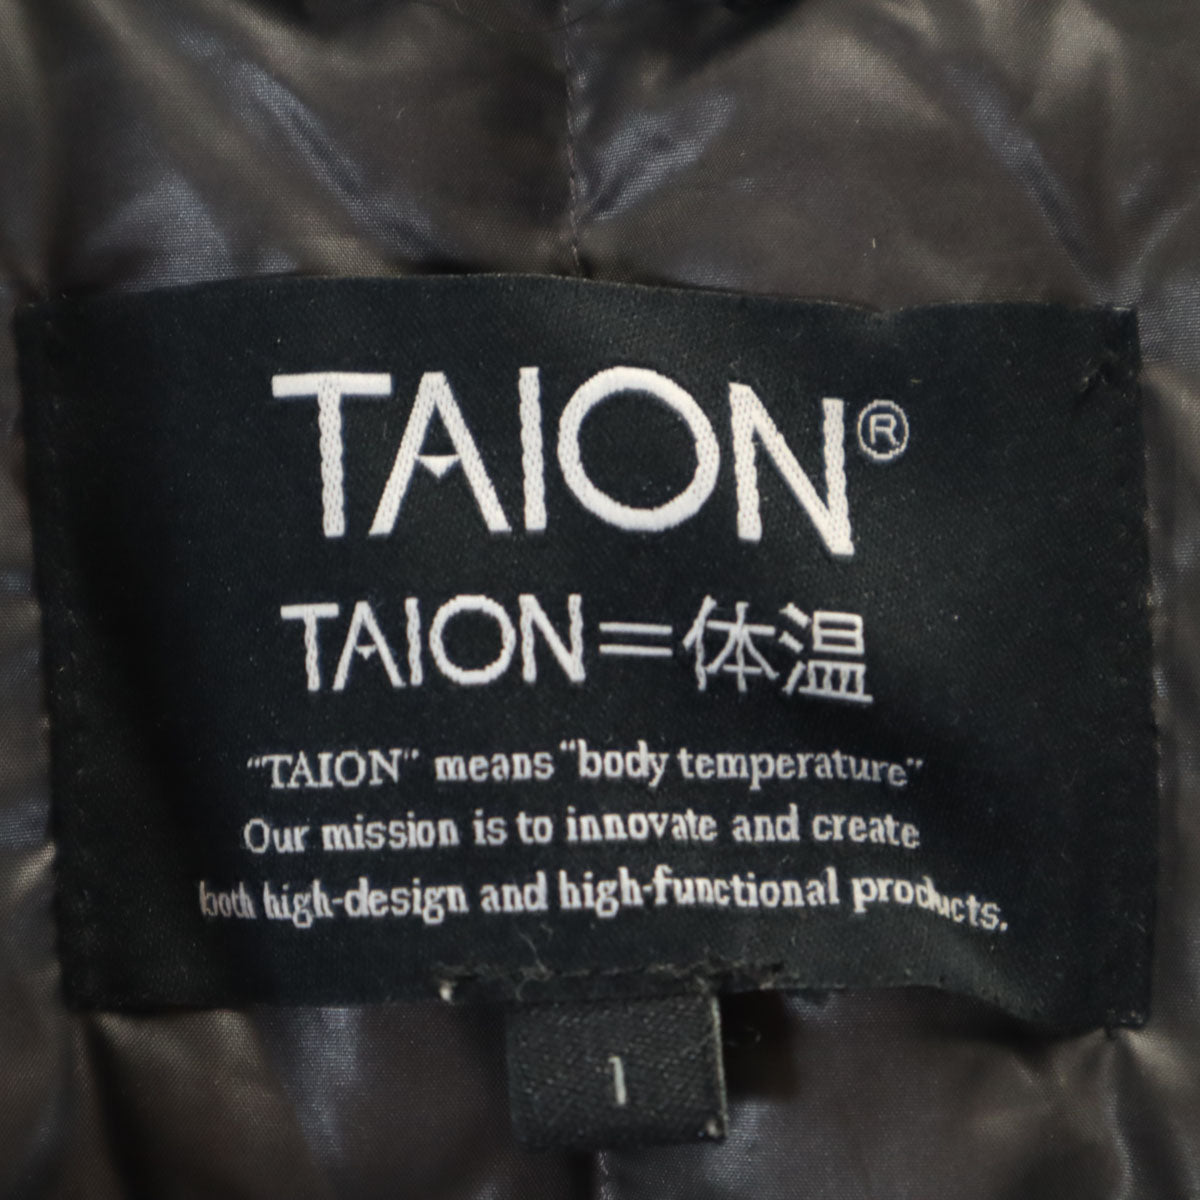 TAION®
TAION=体温
"TAION" means "body temperature"
Our mission is to innovate and create
both high-design and high-functional products.
1